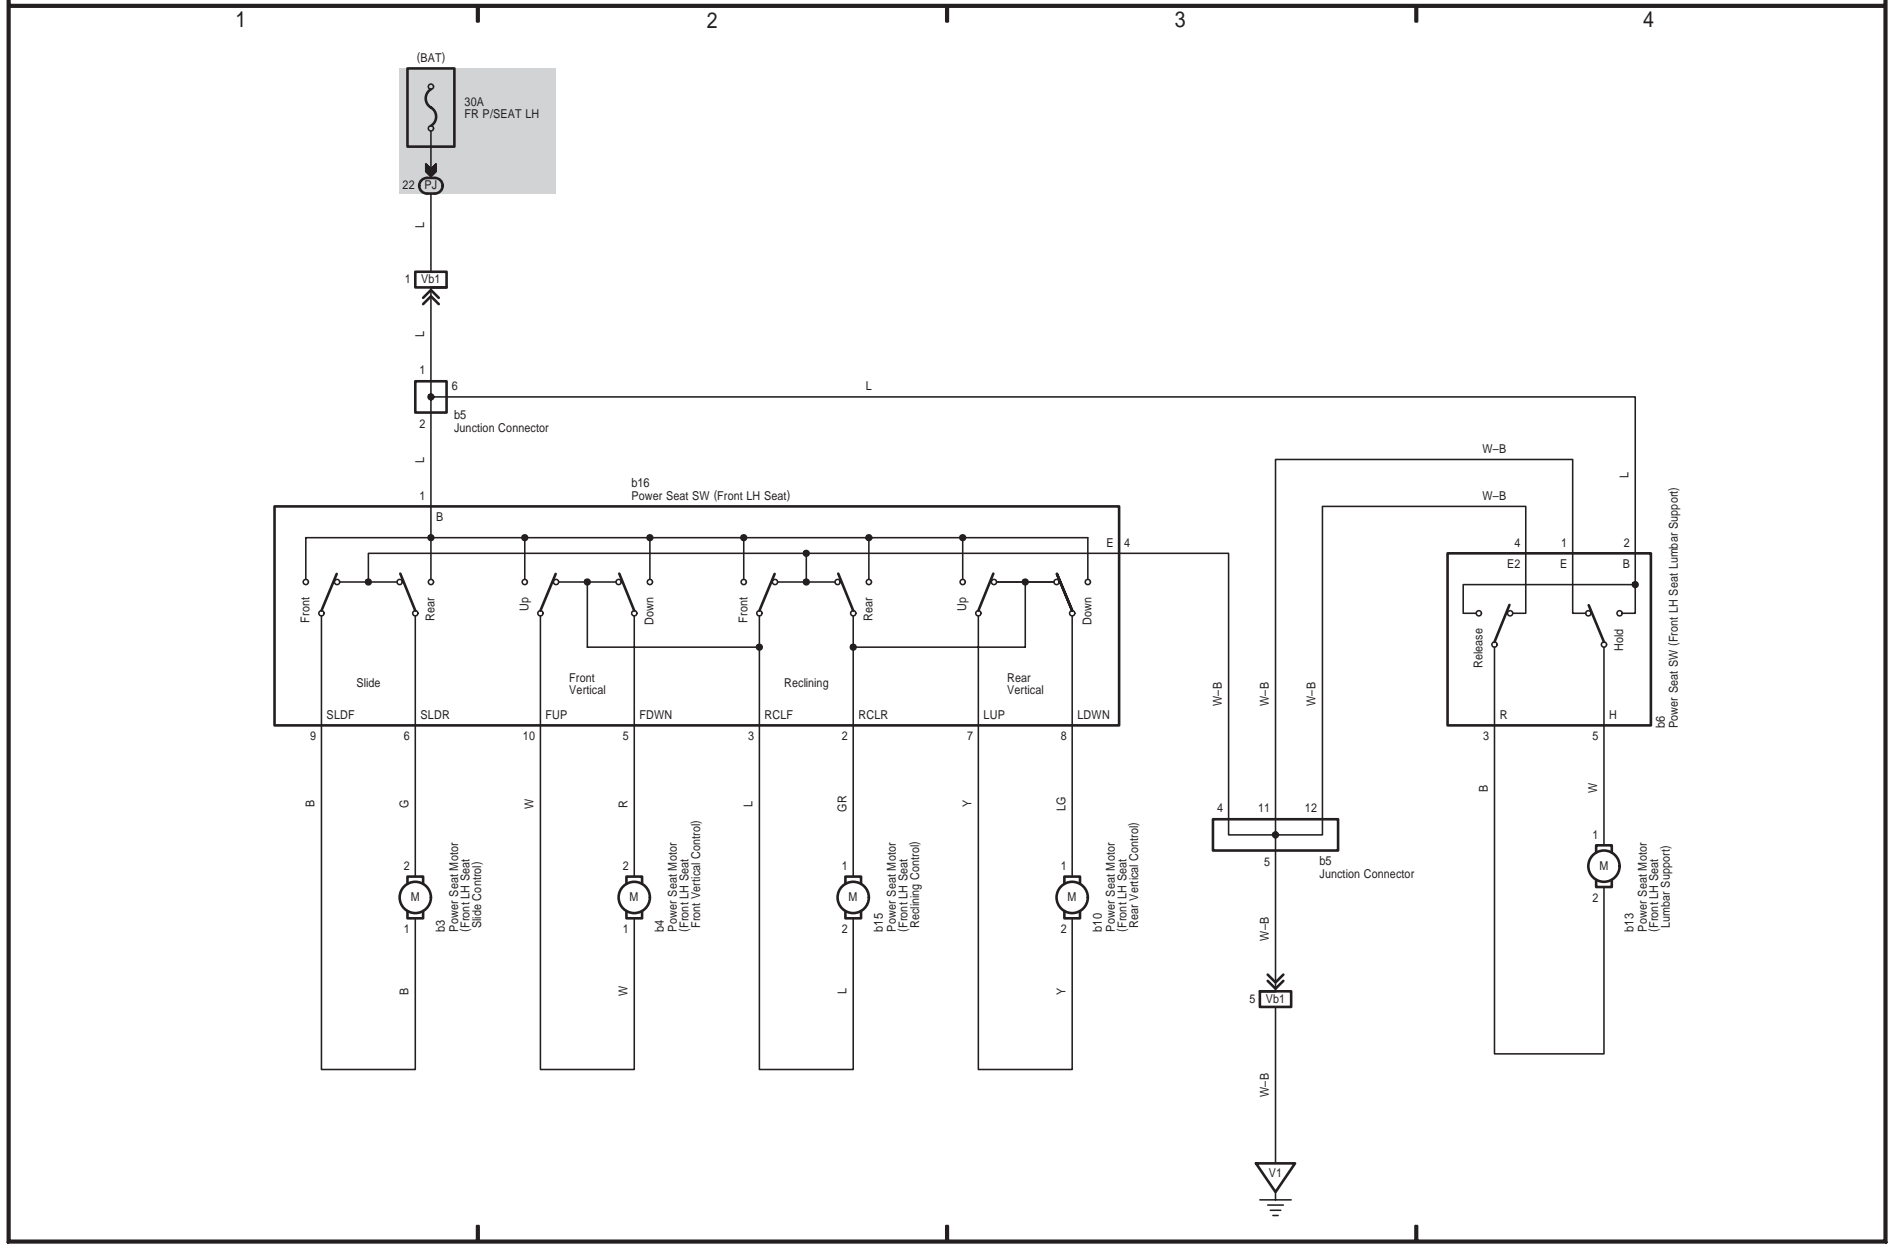 1 2 3 4
(BAT)
30A
FR P/SEAT LH
22 PJ
L
1 Vb1
L
1
6 L
b5
Junction Connector
2
L
W–B
L
W–B
b16
Power Seat SW (Front LH Seat)
1
B
E 4
4 1 2
E2 E B
Front Rear Up Down Front Rear Up Down
Release Hold
Slide
Front
Vertical
Reclining
Rear
Vertical
W–B W–B W–B
b6
Power Seat SW (Front LH Seat Lumbar Support)
SLDF SLDR FUP FDWN RCLF RCLR LUP LDWN
R H
9 6 10 5 3 2 7 8
3 5
B G W R L GR Y LG
B W
4 11 12
5
b5
Junction Connector
2 2 1 1 1
M M M M M
1 1 2 2 2
b3
Power Seat Motor
(Front LH Seat
Slide Control)
b4
Power Seat Motor
(Front LH Seat
Front Vertical Control)
b15
Power Seat Motor
(Front LH Seat
Reclining Control)
b10
Power Seat Motor
(Front LH Seat
Rear Vertical Control)
b13
Power Seat Motor
(Front LH Seat
Lumbar Support)
B W L Y
W–B
5 Vb1
W–B
V1